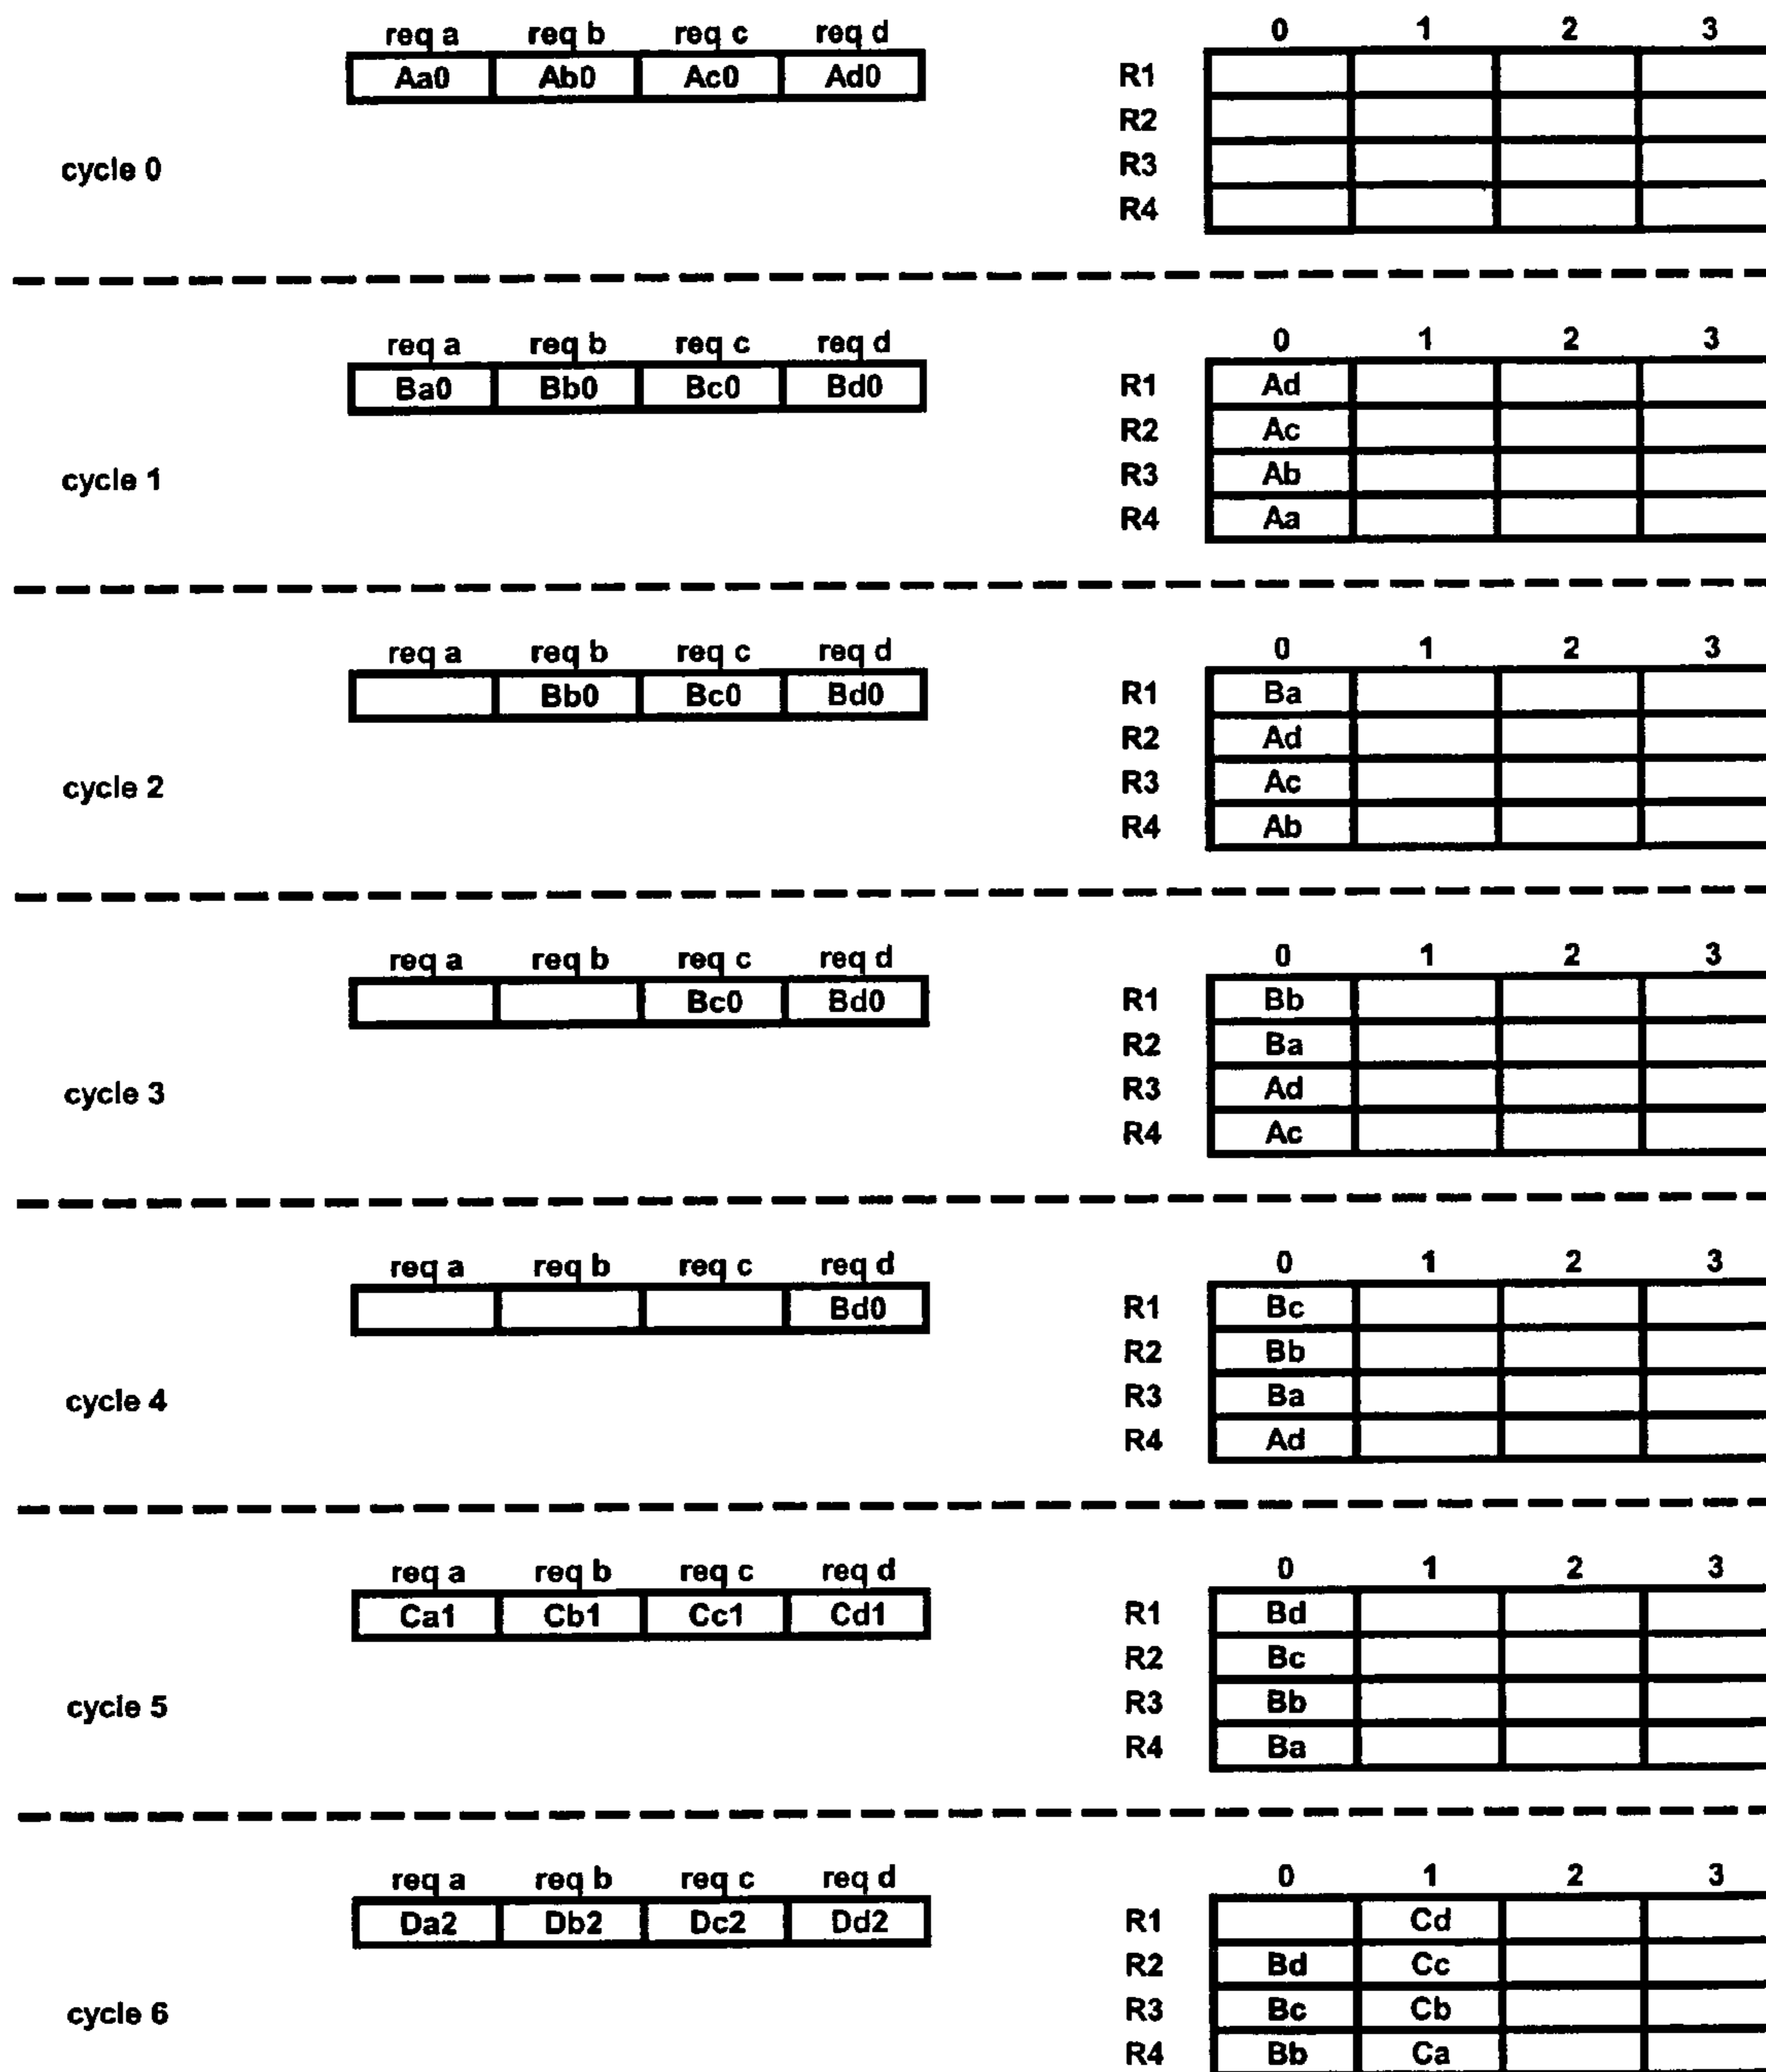 req a req b req c req d 0 1 2 3
Aa0 Ab0 Ac0 Ad0 R1
R2
cycle 0 R3
R4
req a req b req c req d 0 1 2 3
Ba0 Bb0 Bc0 Bd0 R1 Ad
R2 Ac
cycle 1 R3 Ab
R4 Aa
req a req b req c req d 0 1 2 3
Bb0 Bc0 Bd0 R1 Ba
R2 Ad
cycle 2 R3 Ac
R4 Ab
req a req b req c req d 0 1 2 3
Bc0 Bd0 R1 Bb
R2 Ba
cycle 3 R3 Ad
R4 Ac
req a req b req c req d 0 1 2 3
Bd0 R1 Bc
R2 Bb
cycle 4 R3 Ba
R4 Ad
req a req b req c req d 0 1 2 3
Ca1 Cb1 Cc1 Cd1 R1 Bd
R2 Bc
cycle 5 R3 Bb
R4 Ba
req a req b req c req d 0 1 2 3
Da2 Db2 Dc2 Dd2 R1 Cd
R2 Bd Cc
cycle 6 R3 Bc Cb
R4 Bb Ca